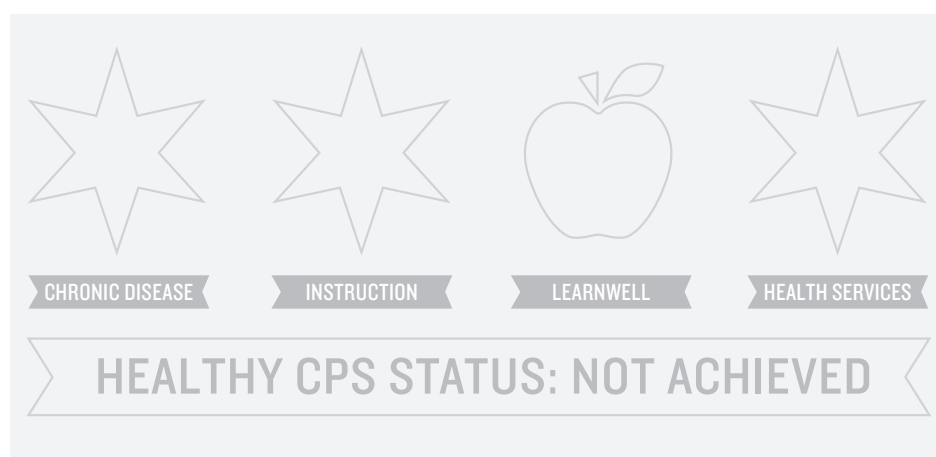 CHRONIC DISEASE
INSTRUCTION
LEARNWELL
HEALTH SERVICES
HEALTHY CPS STATUS: NOT ACHIEVED